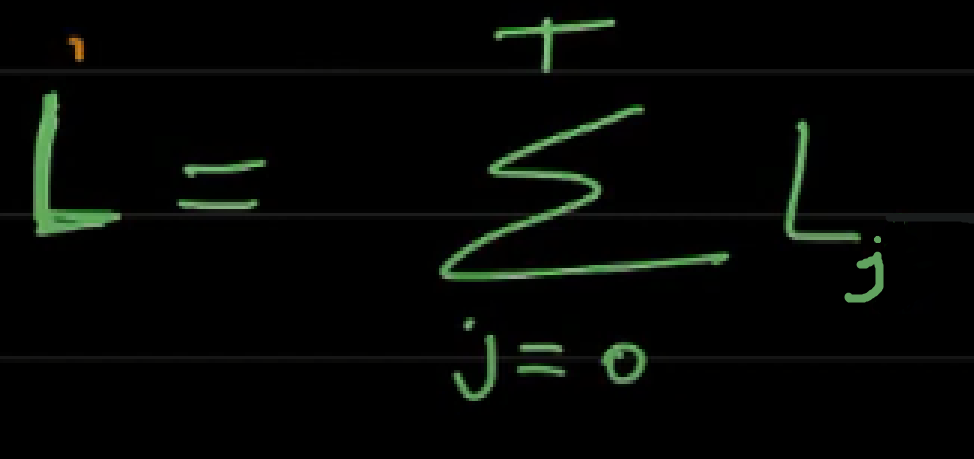 T
L = Σ L_j
j = 0